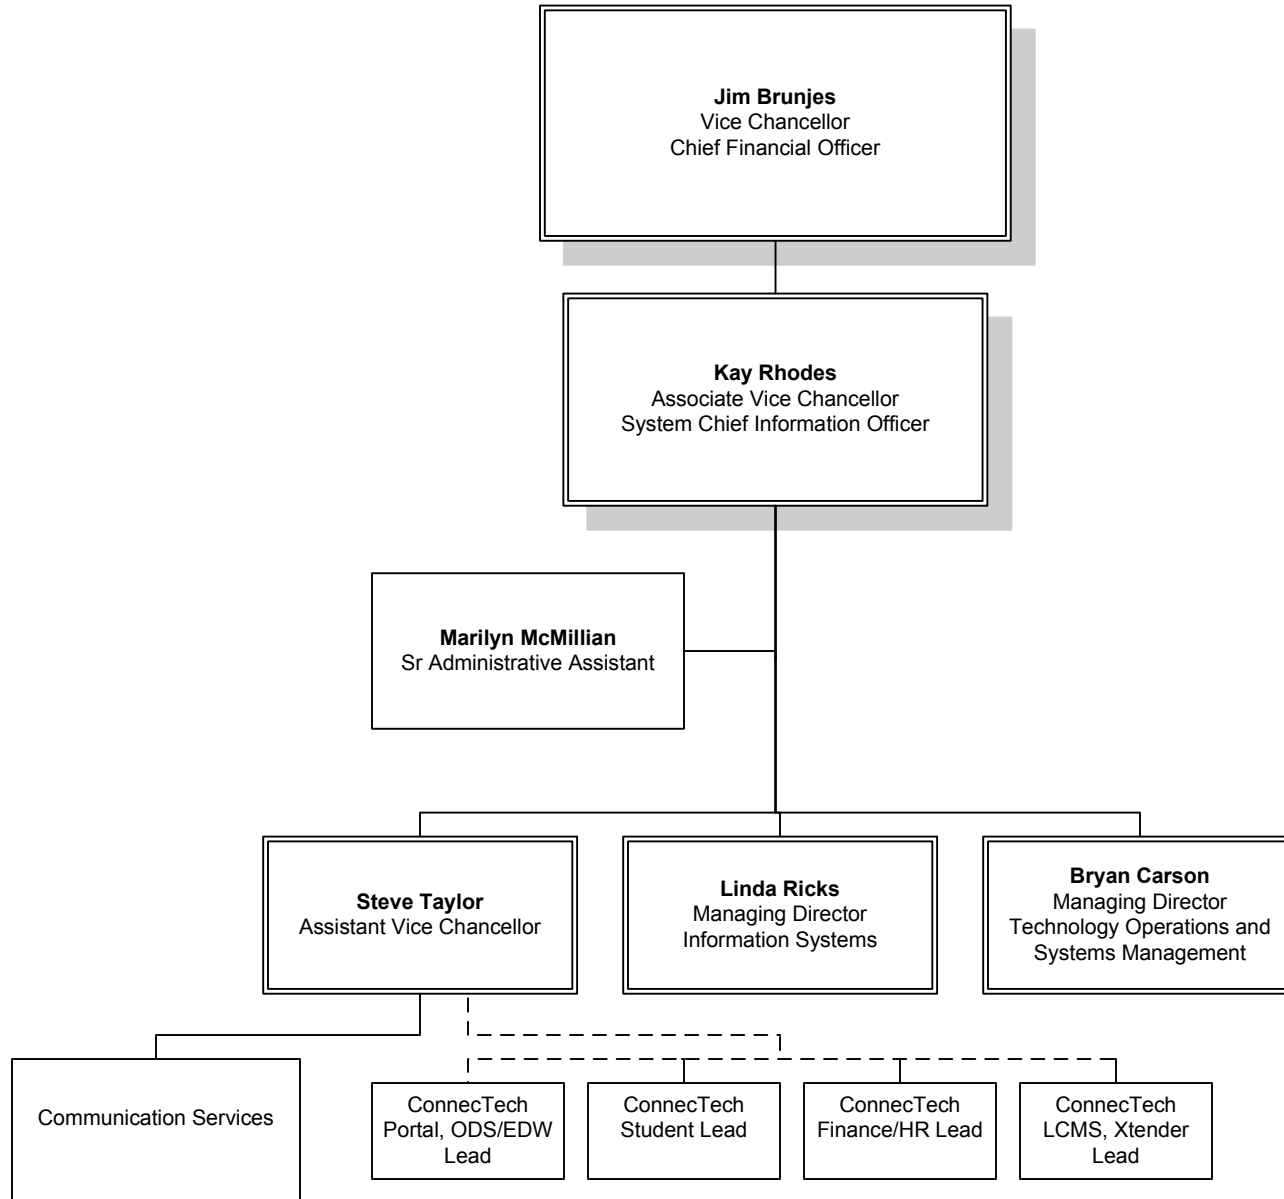 Jim Brunjes
Vice Chancellor
Chief Financial Officer
Kay Rhodes
Associate Vice Chancellor
System Chief Information Officer
Marilyn McMillian
Sr Administrative Assistant
Steve Taylor
Assistant Vice Chancellor
Linda Ricks
Managing Director
Information Systems
Bryan Carson
Managing Director
Technology Operations and
Systems Management
Communication Services
ConnecTech
Portal, ODS/EDW
Lead
ConnecTech
Student Lead
ConnecTech
Finance/HR Lead
ConnecTech
LCMS, Xtender
Lead